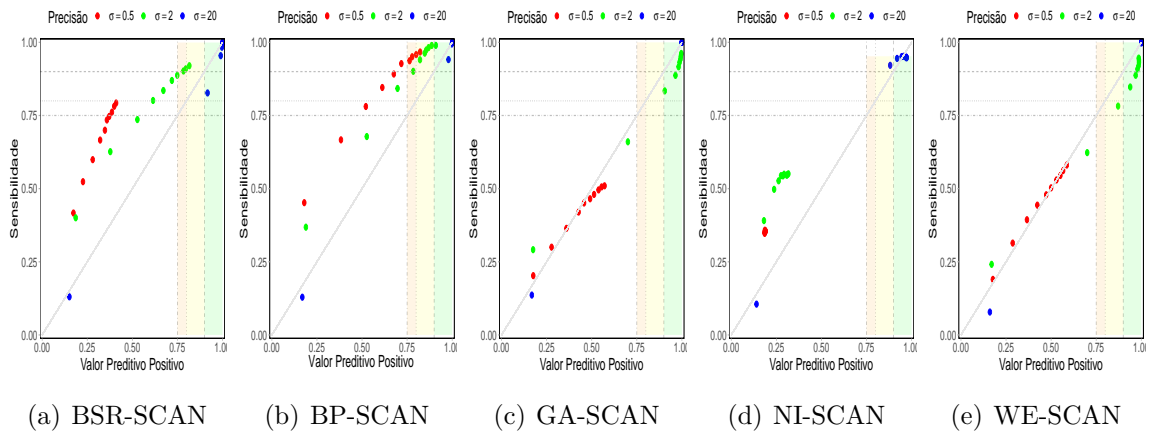 Precisão σ=0.5 σ=2 σ=20
Sensibilidade
1.00
0.75
0.50
0.25
0.00
0.00 0.25 0.50 0.75 1.00
Valor Preditivo Positivo
(a) BSR-SCAN
Precisão σ=0.5 σ=2 σ=20
Sensibilidade
1.00
0.75
0.50
0.25
0.00
0.00 0.25 0.50 0.75 1.00
Valor Preditivo Positivo
(b) BP-SCAN
Precisão σ=0.5 σ=2 σ=20
Sensibilidade
1.00
0.75
0.50
0.25
0.00
0.00 0.25 0.50 0.75 1.00
Valor Preditivo Positivo
(c) GA-SCAN
Precisão σ=0.5 σ=2 σ=20
Sensibilidade
1.00
0.75
0.50
0.25
0.00
0.00 0.25 0.50 0.75 1.00
Valor Preditivo Positivo
(d) NI-SCAN
Precisão σ=0.5 σ=2 σ=20
Sensibilidade
1.00
0.75
0.50
0.25
0.00
0.00 0.25 0.50 0.75 1.00
Valor Preditivo Positivo
(e) WE-SCAN